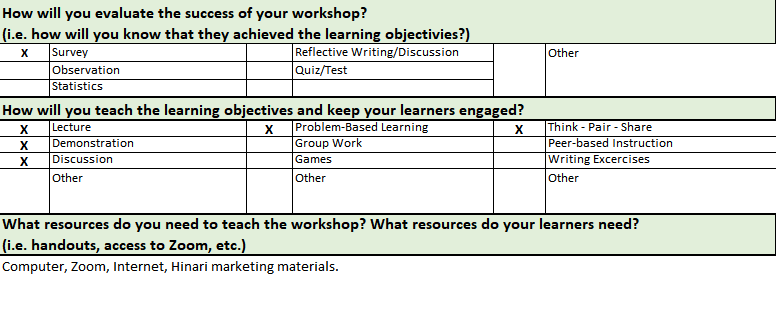 How will you evaluate the success of your workshop?
(i.e. how will you know that they achieved the learning objectivies?)
X Survey Reflective Writing/Discussion Other
Observation Quiz/Test
Statistics
How will you teach the learning objectives and keep your learners engaged?
X Lecture X Problem-Based Learning X Think - Pair - Share
X Demonstration Group Work Peer-based Instruction
X Discussion Games Writing Excercises
Other Other Other
What resources do you need to teach the workshop? What resources do your learners need?
(i.e. handouts, access to Zoom, etc.)
Computer, Zoom, Internet, Hinari marketing materials.